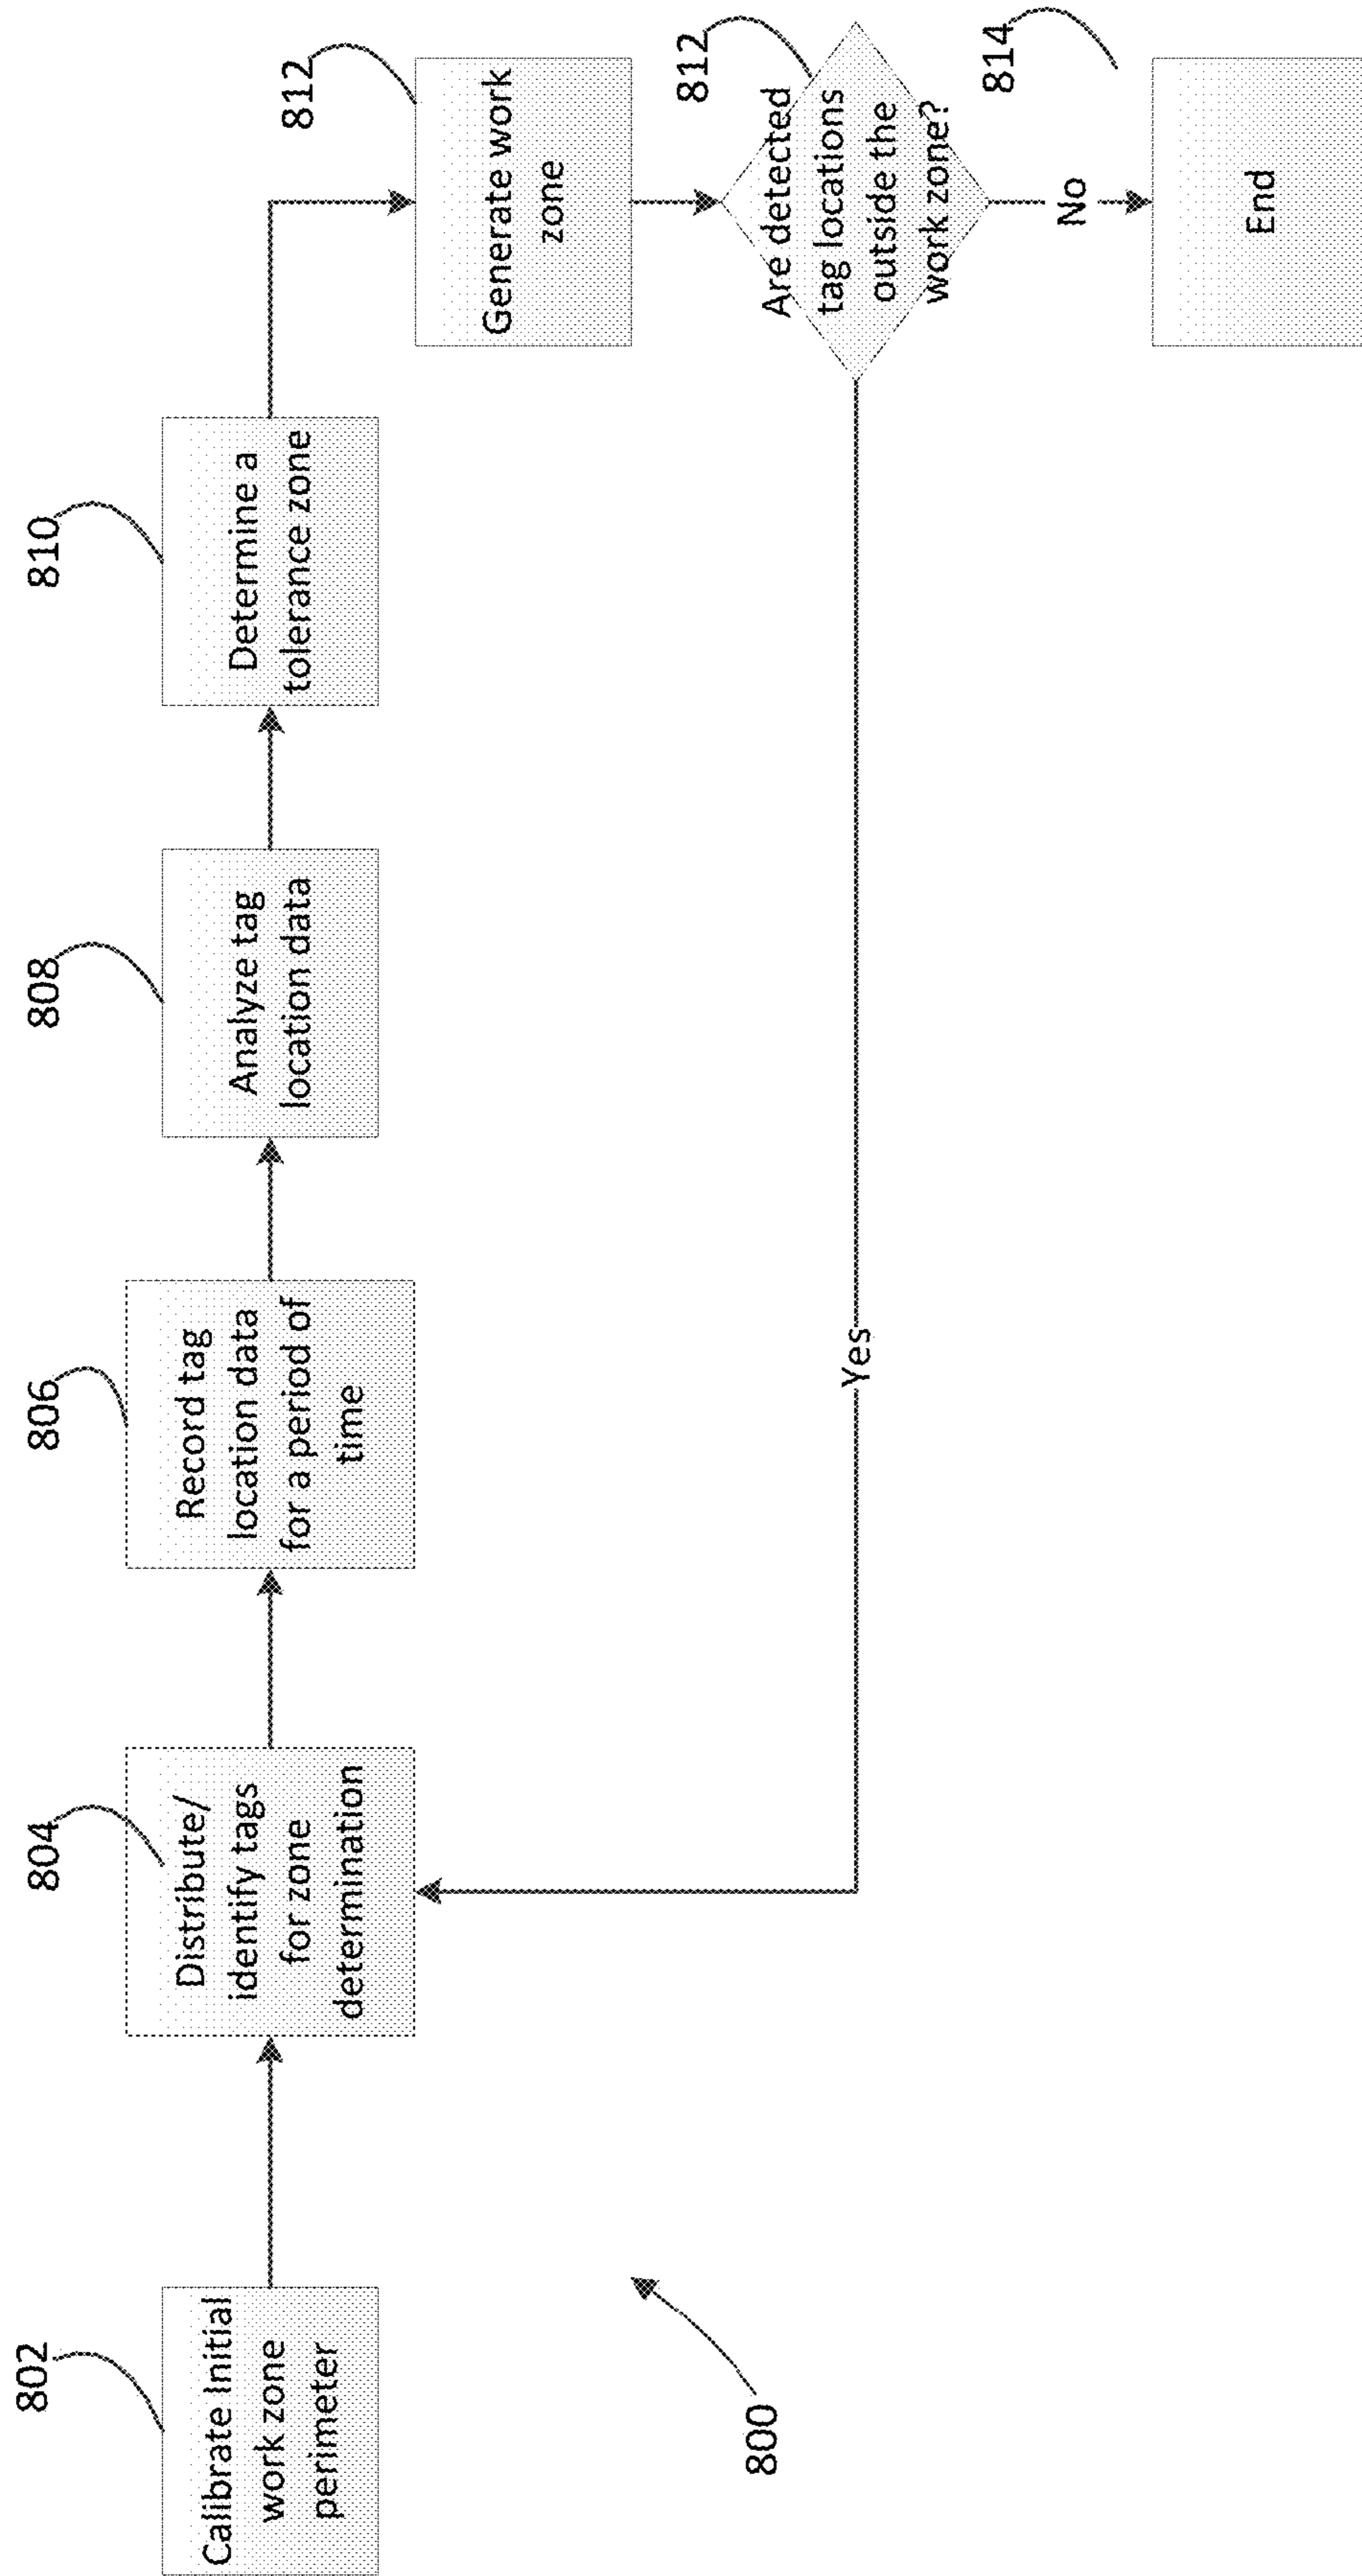 802
Calibrate Initial
work zone
perimeter
804
Distribute/
identify tags
for zone
determination
806
Record tag
location data
for a period of
time
808
Analyze tag
location data
810
Determine a
tolerance zone
812
Generate work
zone
812
Are detected
tag locations
outside the
work zone?
Yes
No
814
End
800